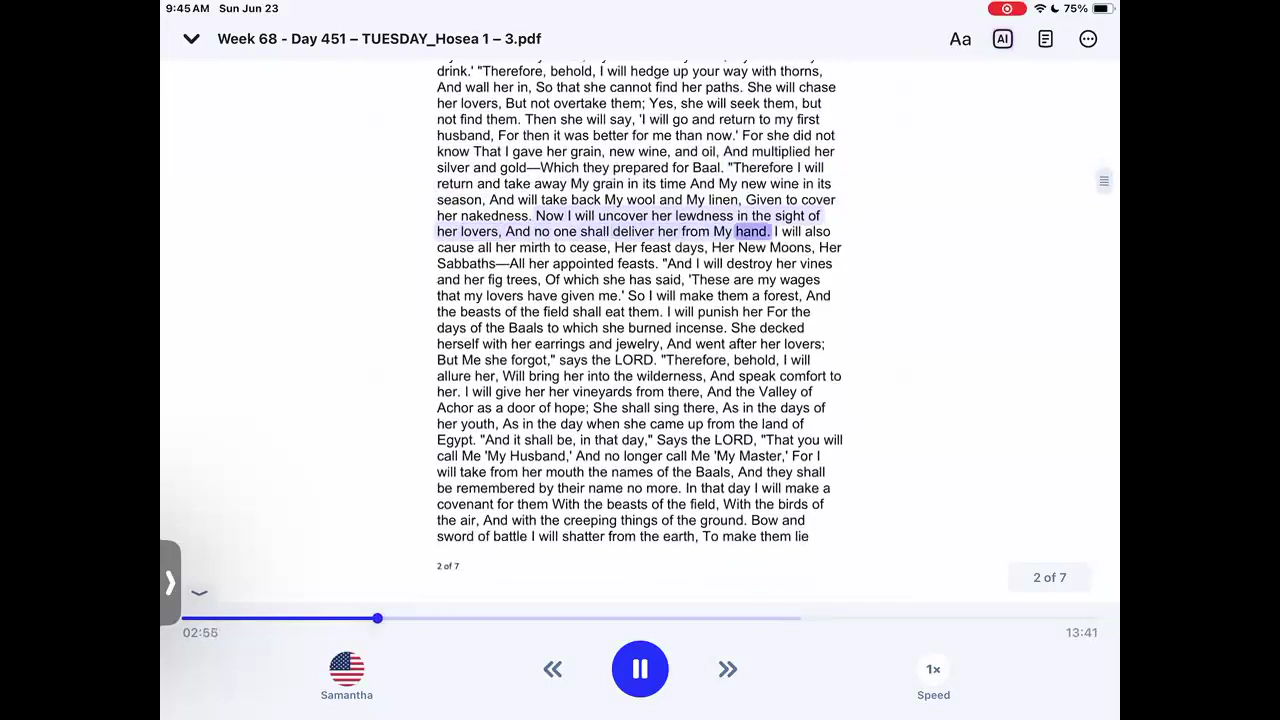 9:45 AM Sun Jun 23 75%
Week 68 - Day 451 – TUESDAY_Hosea 1 – 3.pdf Aa AI
drink.' "Therefore, behold, I will hedge up your way with thorns,
And wall her in, So that she cannot find her paths. She will chase
her lovers, But not overtake them; Yes, she will seek them, but
not find them. Then she will say, 'I will go and return to my first
husband, For then it was better for me than now.' For she did not
know That I gave her grain, new wine, and oil, And multiplied her
silver and gold—Which they prepared for Baal. "Therefore I will
return and take away My grain in its time And My new wine in its
season, And will take back My wool and My linen, Given to cover
her nakedness. Now I will uncover her lewdness in the sight of
her lovers, And no one shall deliver her from My hand. I will also
cause all her mirth to cease, Her feast days, Her New Moons, Her
Sabbaths—All her appointed feasts. "And I will destroy her vines
and her fig trees, Of which she has said, 'These are my wages
that my lovers have given me.' So I will make them a forest, And
the beasts of the field shall eat them. I will punish her For the
days of the Baals to which she burned incense. She decked
herself with her earrings and jewelry, And went after her lovers;
But Me she forgot," says the LORD. "Therefore, behold, I will
allure her, Will bring her into the wilderness, And speak comfort to
her. I will give her her vineyards from there, And the Valley of
Achor as a door of hope; She shall sing there, As in the days of
her youth, As in the day when she came up from the land of
Egypt. "And it shall be, in that day," Says the LORD, "That you will
call Me 'My Husband,' And no longer call Me 'My Master,' For I
will take from her mouth the names of the Baals, And they shall
be remembered by their name no more. In that day I will make a
covenant for them With the beasts of the field, With the birds of
the air, And with the creeping things of the ground. Bow and
sword of battle I will shatter from the earth, To make them lie
2 of 7
2 of 7
13:41
1×
Samantha
Speed